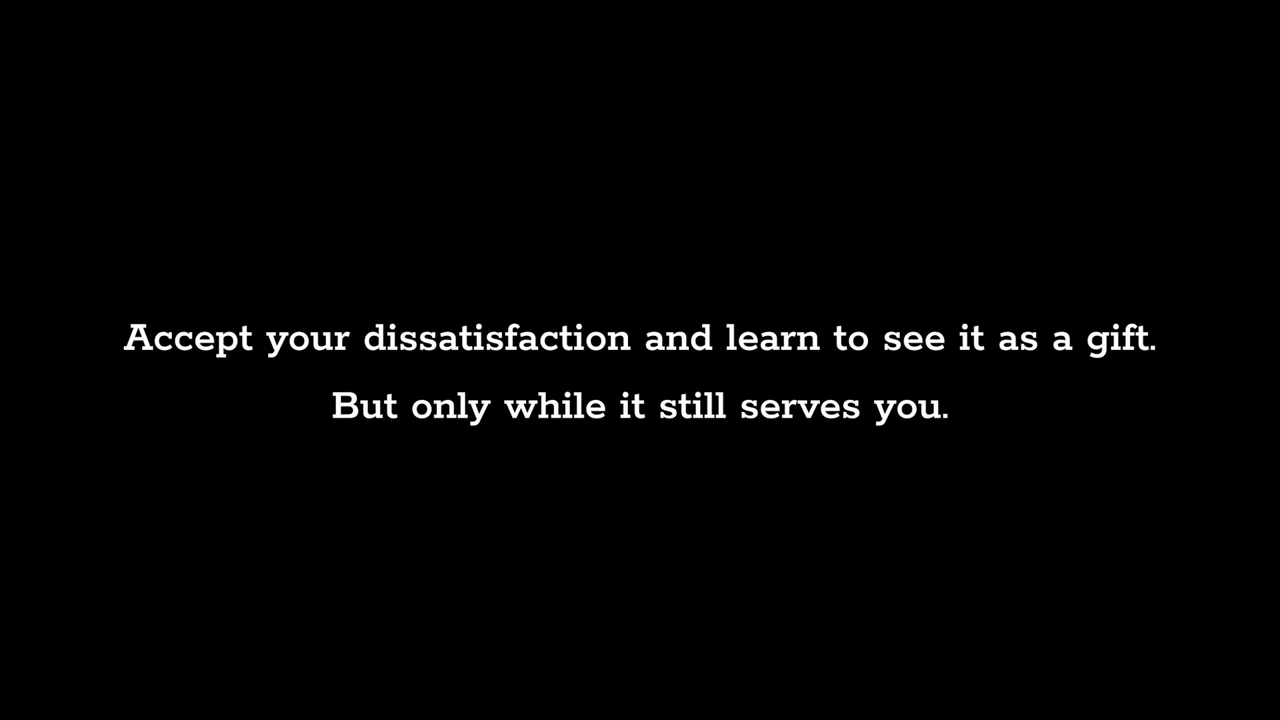 Accept your dissatisfaction and learn to see it as a gift.
But only while it still serves you.